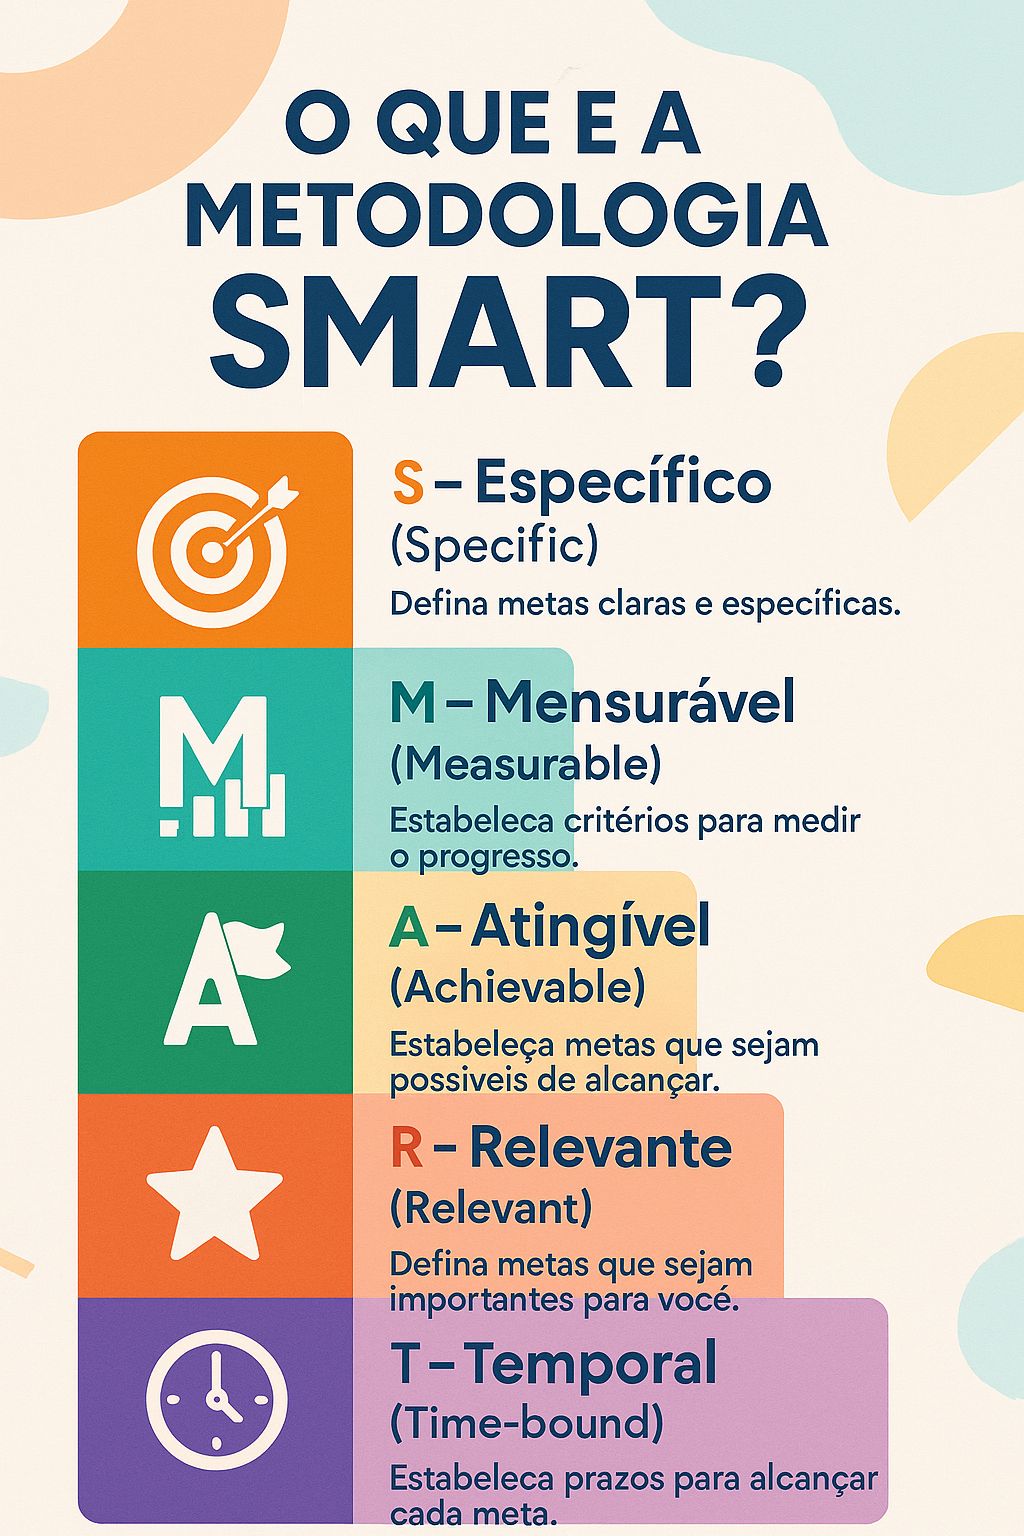 O QUE E A
METODOLOGIA
SMART?
S – Específico
(Specific)
Defina metas claras e específicas.
M
M – Mensurável
(Measurable)
Estabeleca critérios para medir
o progresso.
A
A – Atingível
(Achievable)
Estabeleça metas que sejam
possiveis de alcançar.
R – Relevante
(Relevant)
Defina metas que sejam
importantes para você.
T – Temporal
(Time-bound)
Estabeleca prazos para alcançar
cada meta.